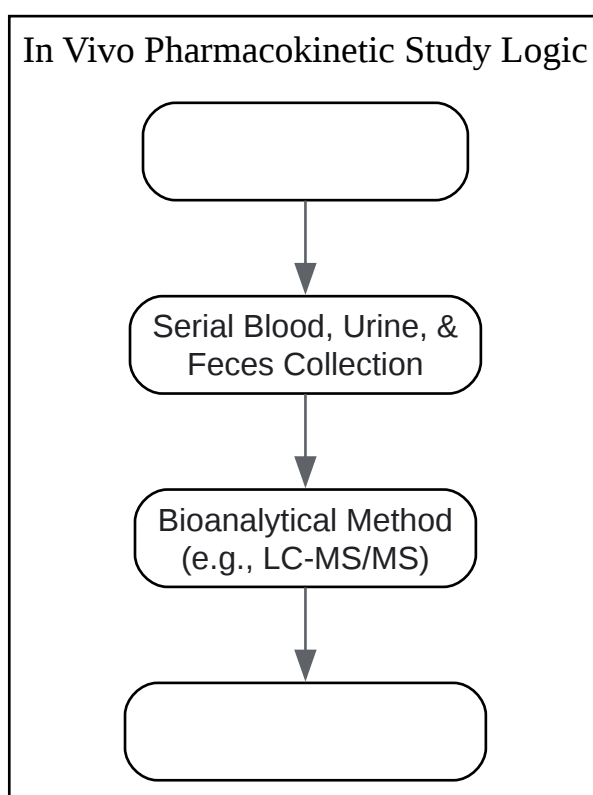 In Vivo Pharmacokinetic Study Logic
Serial Blood, Urine, &
Feces Collection
Bioanalytical Method
(e.g., LC-MS/MS)